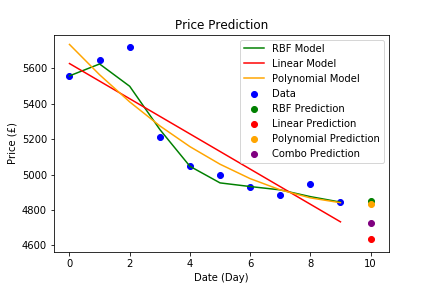 Price Prediction
RBF Model
Linear Model
Polynomial Model
Data
RBF Prediction
Linear Prediction
Polynomial Prediction
Combo Prediction
Price (£)
5600
5400
5200
5000
4800
4600
0 2 4 6 8 10
Date (Day)